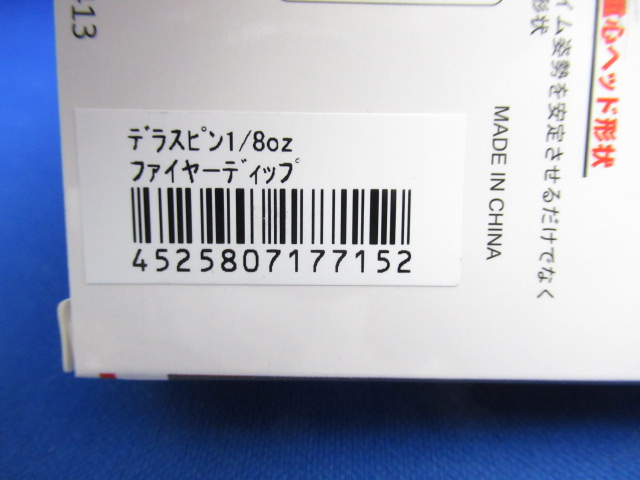 デラスピン1/8oz
ファイヤーディップ
4525807177152
MADE IN CHINA
重心ヘッド形状
イム姿勢を安定させるだけでなく
形状
13